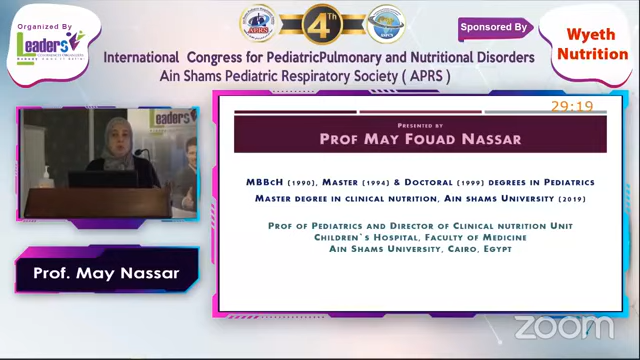 Organized By
Leaders
4th
Sponsored By
Wyeth
Nutrition
International Congress for PediatricPulmonary and Nutritional Disorders
Ain Shams Pediatric Respiratory Society ( APRS )
29:19
PRESENTED BY
PROF MAY FOUAD NASSAR
MBBCH (1990), MASTER (1994) & DOCTORAL (1999) DEGREES IN PEDIATRICS
MASTER DEGREE IN CLINICAL NUTRITION, AIN SHAMS UNIVERSITY (2019)
PROF OF PEDIATRICS AND DIRECTOR OF CLINICAL NUTRITION UNIT
CHILDREN`S HOSPITAL, FACULTY OF MEDICINE
AIN SHAMS UNIVERSITY, CAIRO, EGYPT
Leaders
Prof. May Nassar
zoom